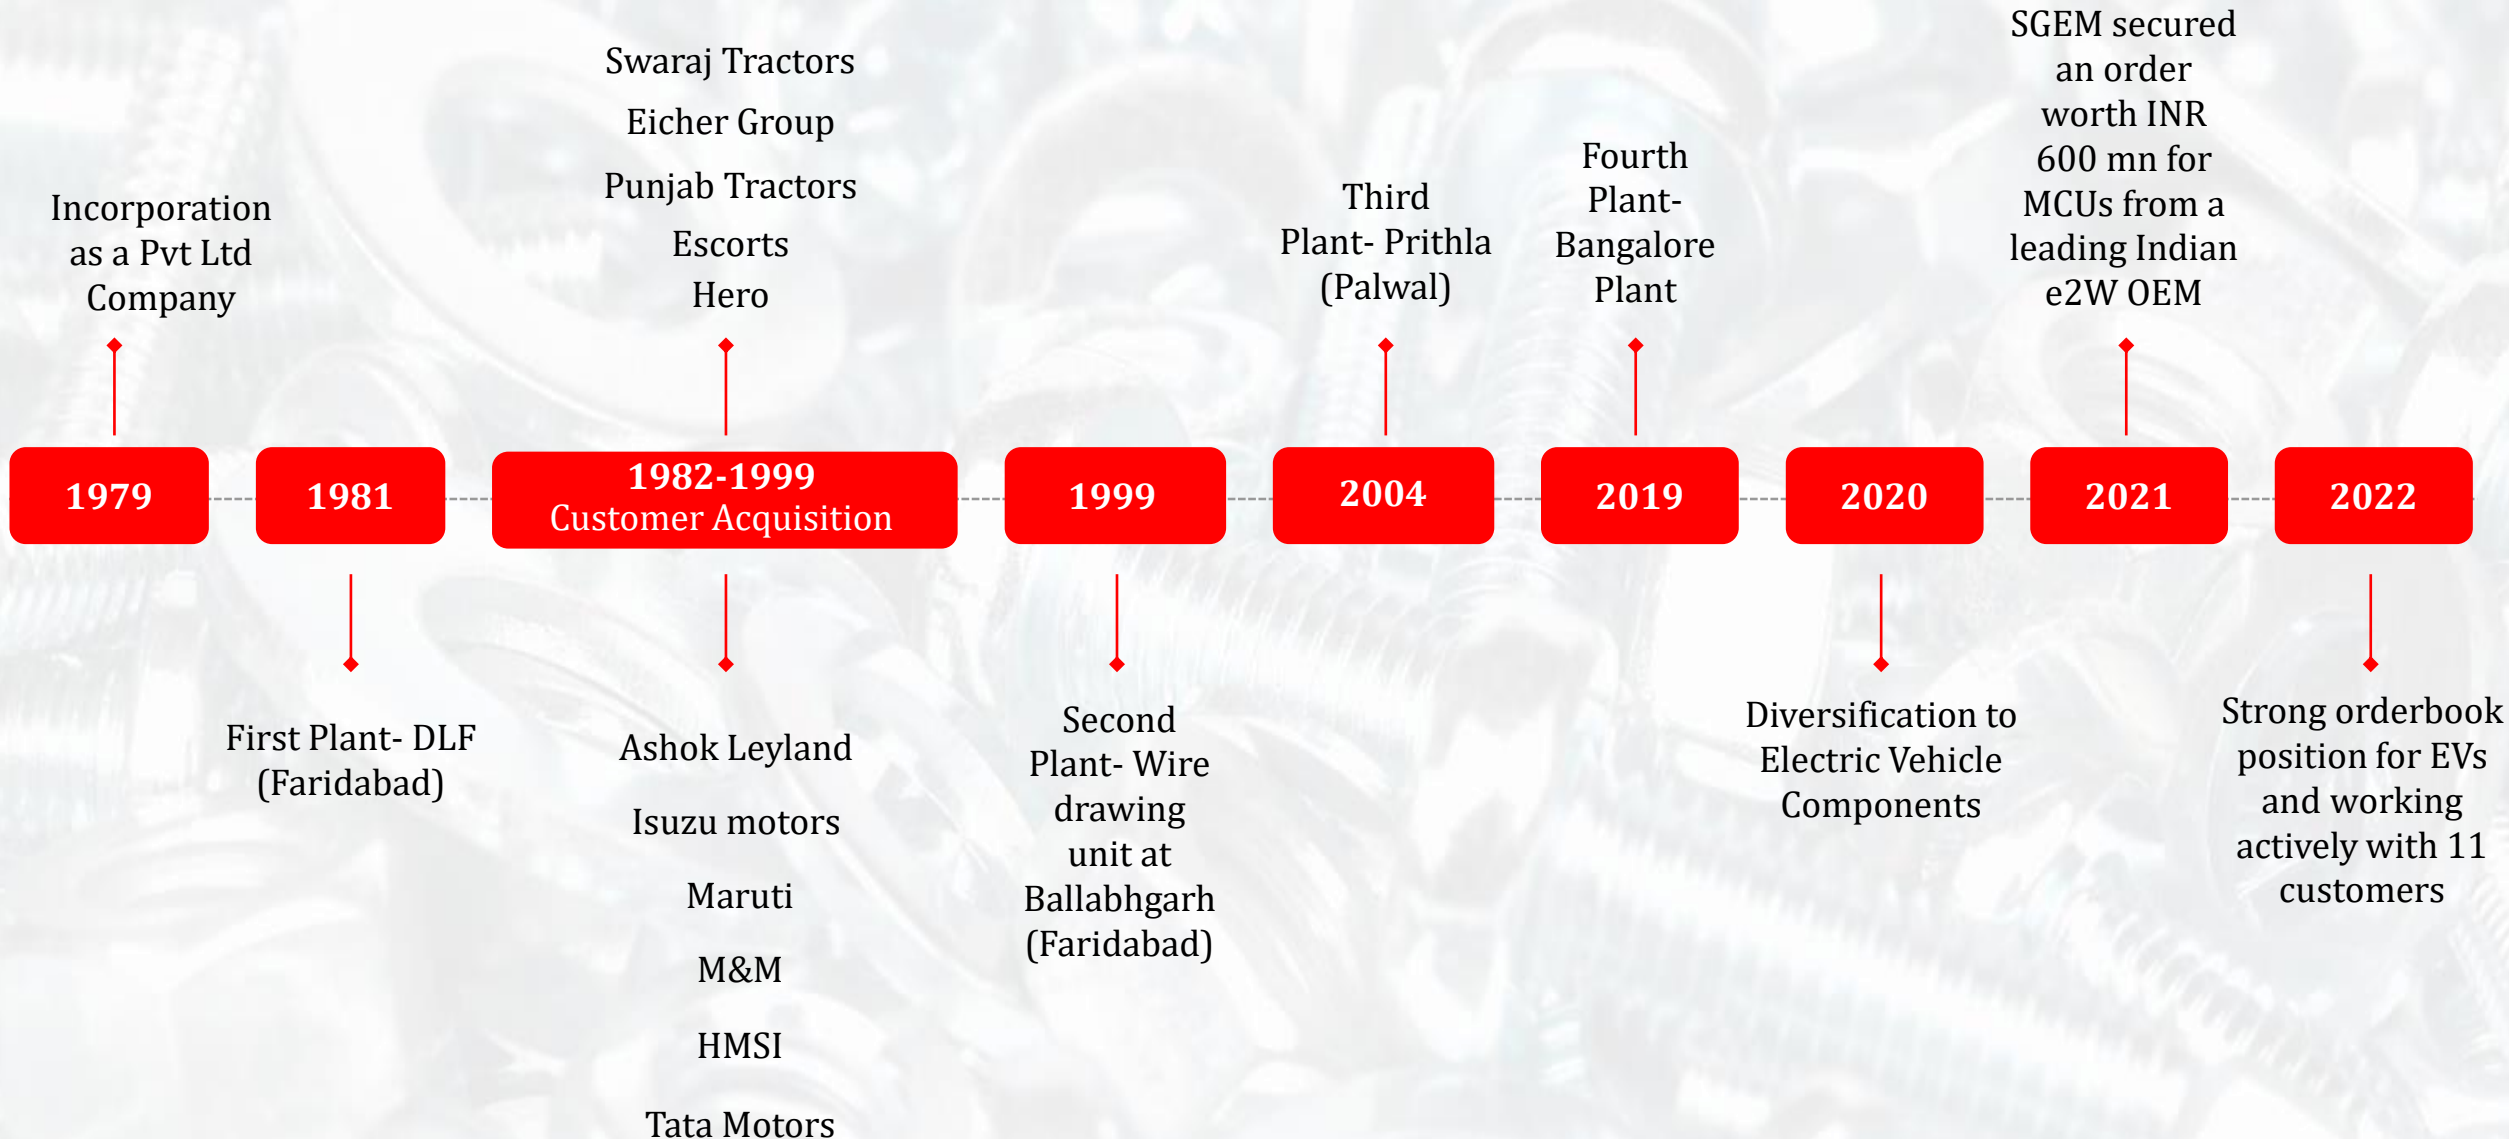 Incorporation
as a Pvt Ltd
Company
Swaraj Tractors
Eicher Group
Punjab Tractors
Escorts
Hero
Third
Plant- Prithla
(Palwal)
Fourth
Plant-
Bangalore
Plant
SGEM secured
an order
worth INR
600 mn for
MCUs from a
leading Indian
e2W OEM
1979
1981
1982-1999
Customer Acquisition
1999
2004
2019
2020
2021
2022
First Plant- DLF
(Faridabad)
Ashok Leyland
Isuzu motors
Maruti
M&M
HMSI
Tata Motors
Second
Plant- Wire
drawing
unit at
Ballabhgarh
(Faridabad)
Diversification to
Electric Vehicle
Components
Strong orderbook
position for EVs
and working
actively with 11
customers